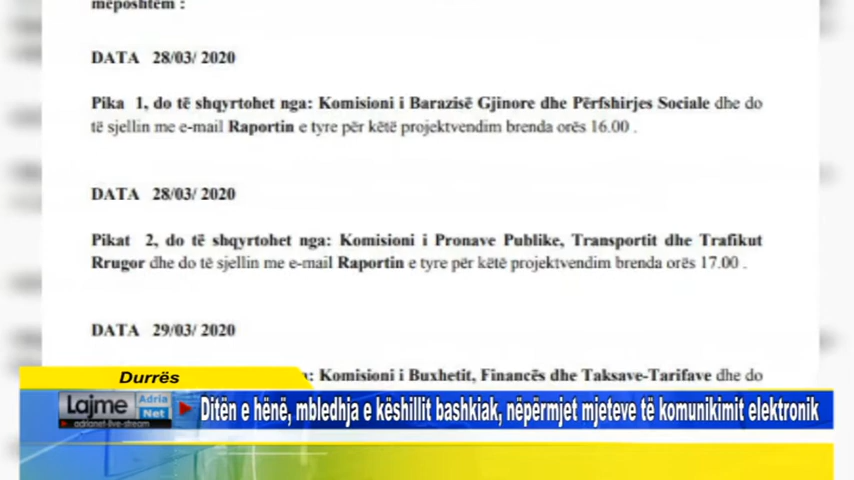 mëposhtëm :
DATA 28/03/ 2020
Pika 1, do të shqyrtohet nga: Komisioni i Barazisë Gjinore dhe Përfshirjes Sociale dhe do
të sjellin me e-mail Raportin e tyre për këtë projektvendim brenda orës 16.00 .
DATA 28/03/ 2020
Pikat 2, do të shqyrtohet nga: Komisioni i Pronave Publike, Transportit dhe Trafikut
Rrugor dhe do të sjellin me e-mail Raportin e tyre për këtë projektvendim brenda orës 17.00 .
DATA 29/03/ 2020
: Komisioni i Buxhetit, Financës dhe Taksave-Tarifave dhe do
Durrës
Lajme Adria Net
adrianet-live-stream
Ditën e hënë, mbledhja e këshillit bashkiak, nëpërmjet mjeteve të komunikimit elektronik